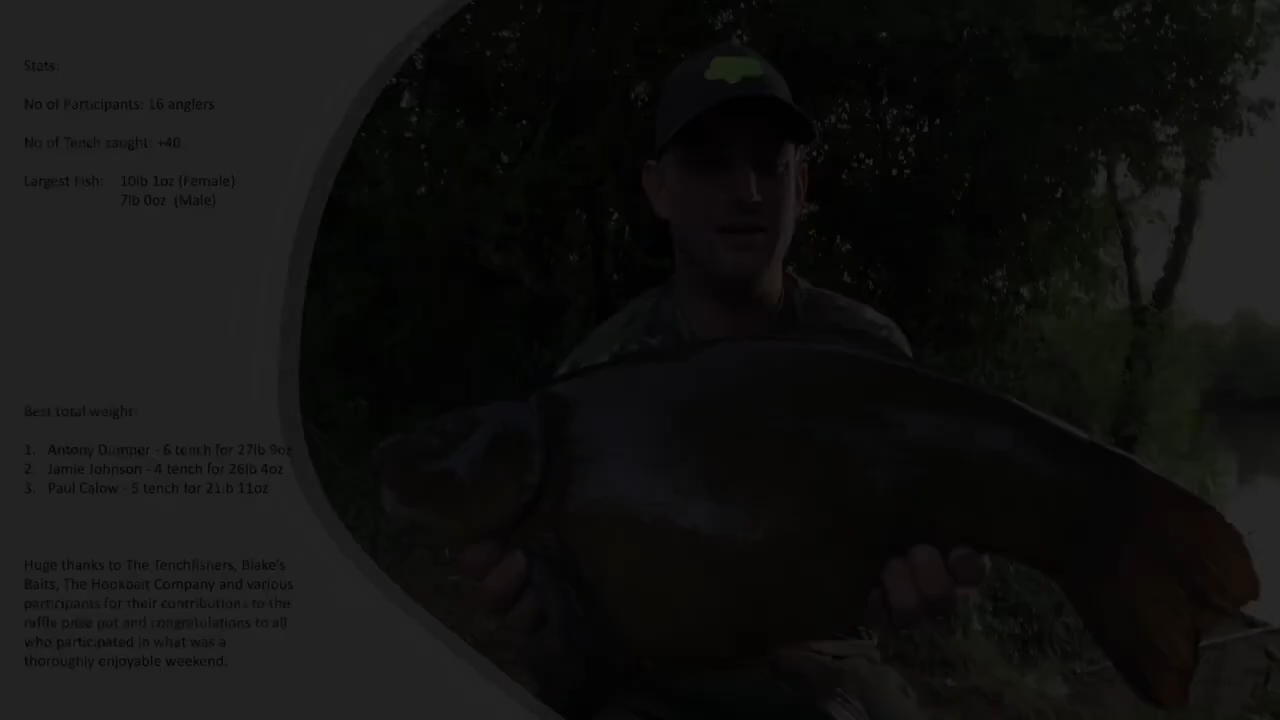 Stats:
No of Participants: 16 anglers
No of Tench caught: +40
Largest Fish: 10lb 1oz (Female)
7lb 0oz (Male)
Best total weight:
1. Antony Dumper - 6 tench for 27lb 9oz
2. Jamie Johnson - 4 tench for 26lb 4oz
3. Paul Calow - 5 tench for 21lb 11oz
Huge thanks to The Tenchfishers, Blake's
Baits, The Hookbait Company and various
participants for their contributions to the
raffle prize pot and congratulations to all
who participated in what was a
thoroughly enjoyable weekend.